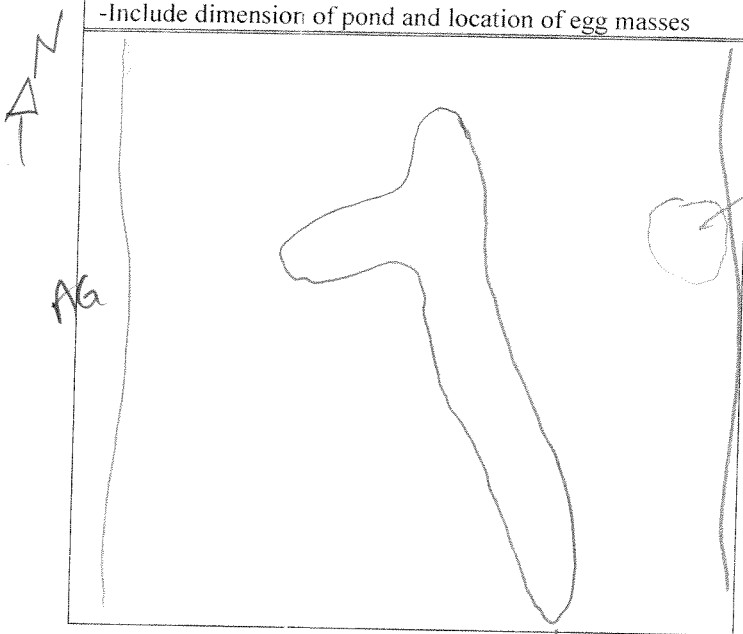 -Include dimension of pond and location of egg masses
N
AG